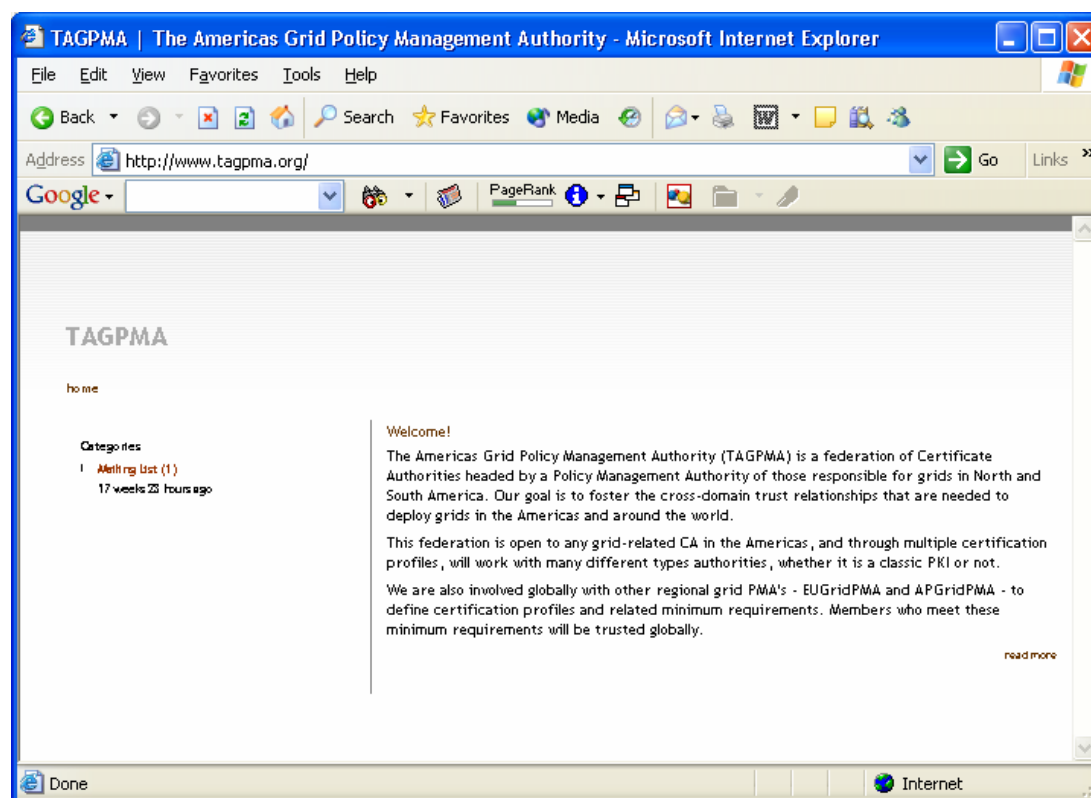 TAGPMA | The Americas Grid Policy Management Authority - Microsoft Internet Explorer
File Edit View Favorites Tools Help
Back Search Favorites Media W
Address http://www.tagpma.org/ Go Links »
Google PageRank
TAGPMA
home
Welcome!
Categories
Mailing List (1)
17 weeks 23 hours ago
The Americas Grid Policy Management Authority (TAGPMA) is a federation of Certificate
Authorities headed by a Policy Management Authority of those responsible for grids in North and
South America. Our goal is to foster the cross-domain trust relationships that are needed to
deploy grids in the Americas and around the world.
This federation is open to any grid-related CA in the Americas, and through multiple certification
profiles, will work with many different types authorities, whether it is a classic PKI or not.
We are also involved globally with other regional grid PMA's - EUGridPMA and APGridPMA - to
define certification profiles and related minimum requirements. Members who meet these
minimum requirements will be trusted globally.
read more
Done Internet